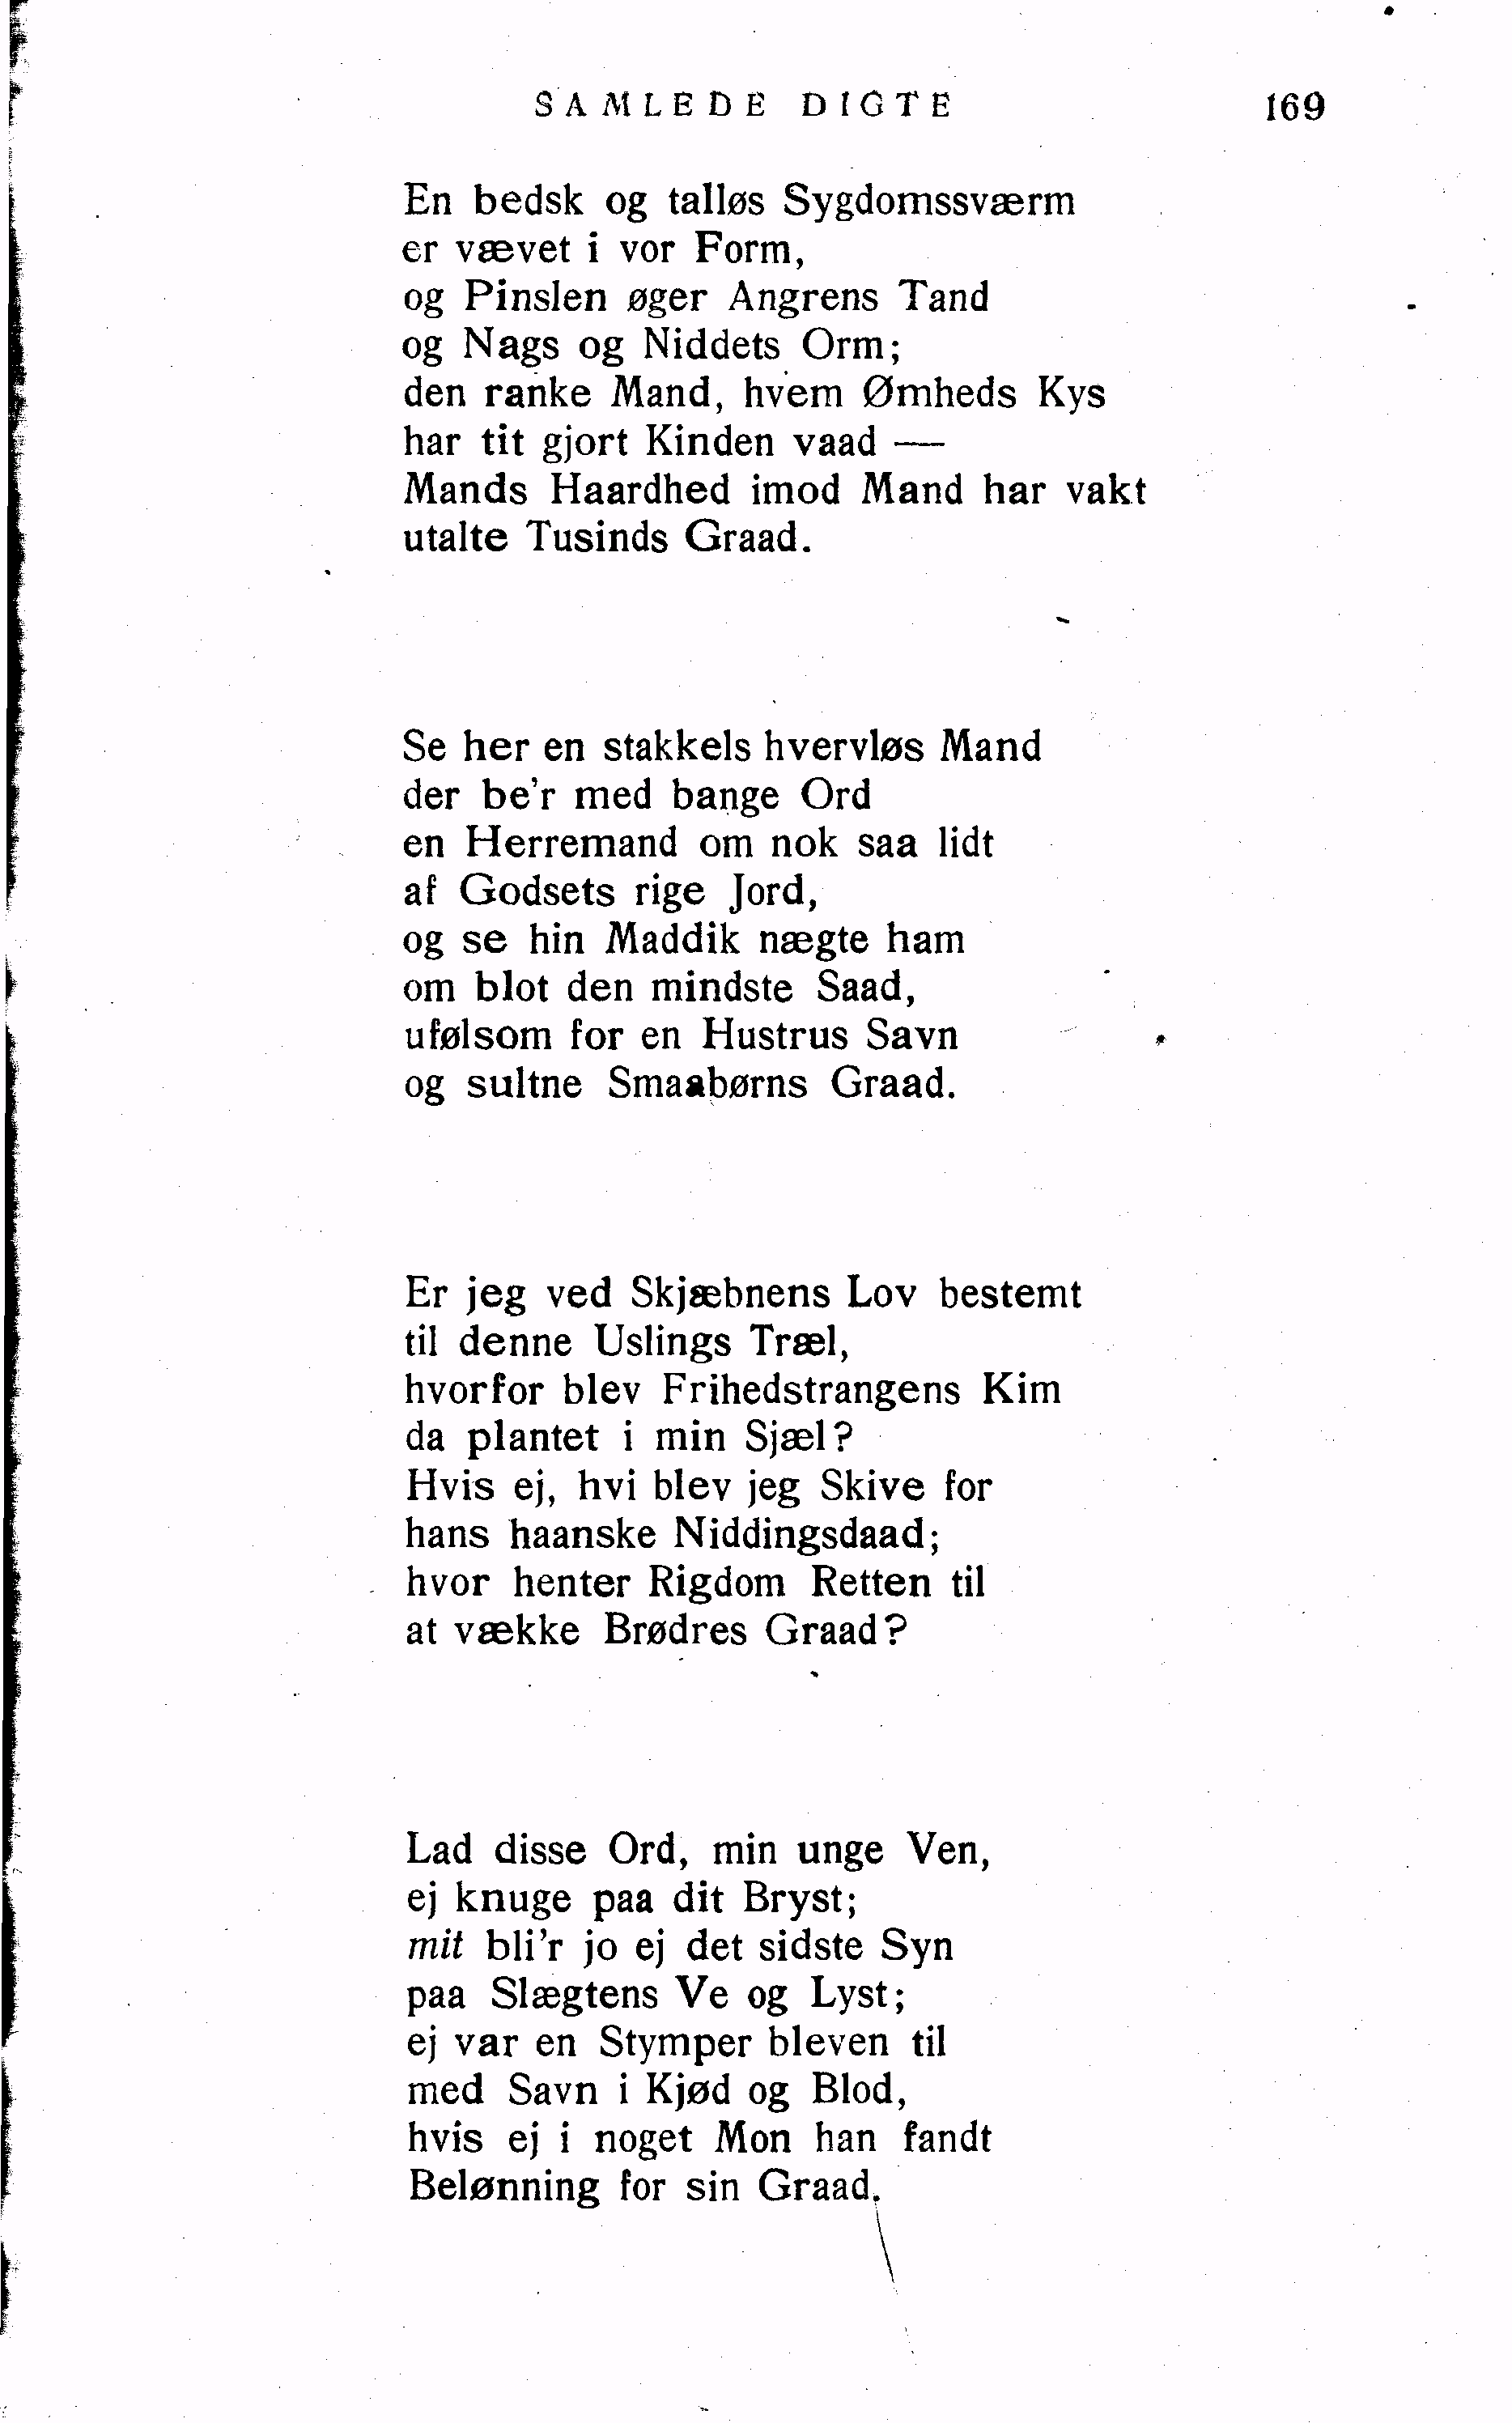 SAMLEDE DIGTE 169
En bedsk og talløs Sygdomssværm
er vævet i vor Form,
og Pinslen øger Angrens Tand
og Nags og Niddets Orm;
den ranke Mand, hvem Ømheds Kys
har tit gjort Kinden vaad —
Mands Haardhed imod Mand har vakt
utalte Tusinds Graad.
Se her en stakkels hvervløs Mand
der be'r med bange Ord
en Herremand om nok saa lidt
af Godsets rige Jord,
og se hin Maddik nægte ham
om blot den mindste Saad,
ufølsom for en Hustrus Savn
og sultne Smaabørns Graad.
Er jeg ved Skjæbnens Lov bestemt
til denne Uslings Træl,
hvorfor blev Frihedstrangens Kim
da plantet i min Sjæl?
Hvis ej, hvi blev jeg Skive for
hans haanske Niddingsdaad;
hvor henter Rigdom Retten til
at vække Brødres Graad?
Lad disse Ord, min unge Ven,
ej knuge paa dit Bryst;
mit bli'r jo ej det sidste Syn
paa Slægtens Ve og Lyst;
ej var en Stymper bleven til
med Savn i Kjød og Blod,
hvis ej i noget Mon han fandt
Belønning for sin Graad.